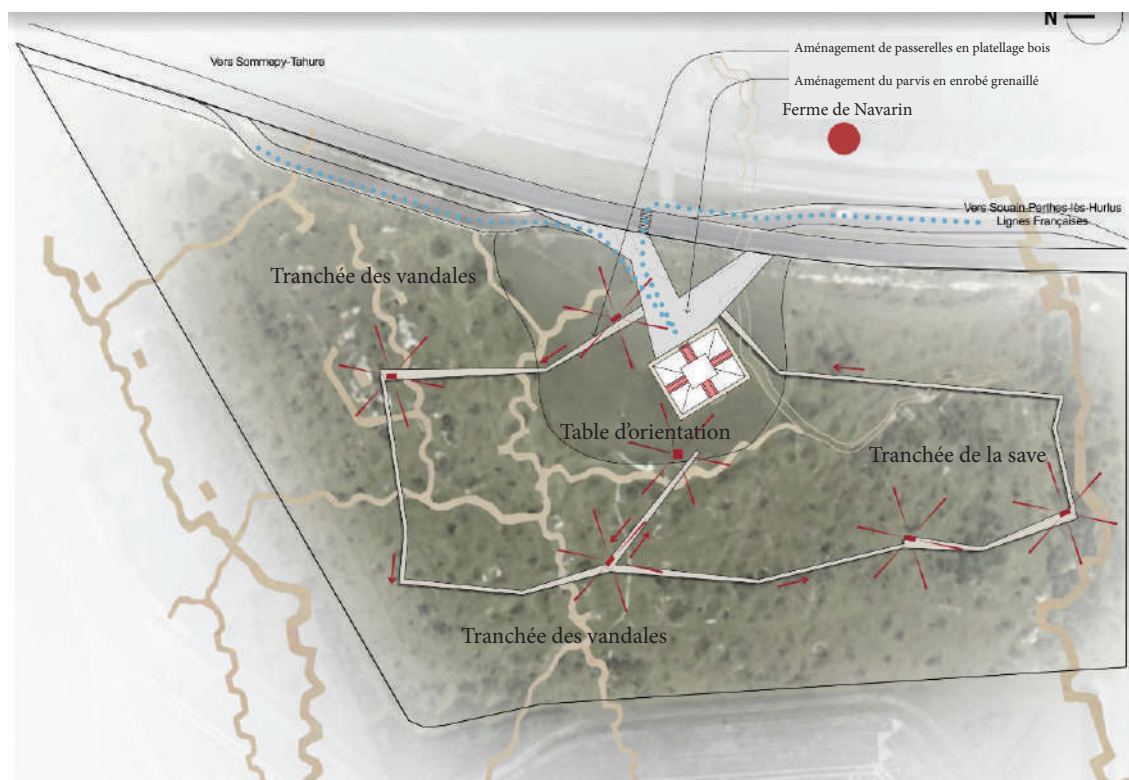 N
Vers Sommepy-Tahure
Aménagement de passerelles en platellage bois
Aménagement du parvis en enrobé grenaillé
Ferme de Navarin
Vers Souain-Perthes-lès-Hurlus
Lignes Françaises
Tranchée des vandales
Table d'orientation
Tranchée de la save
Tranchée des vandales